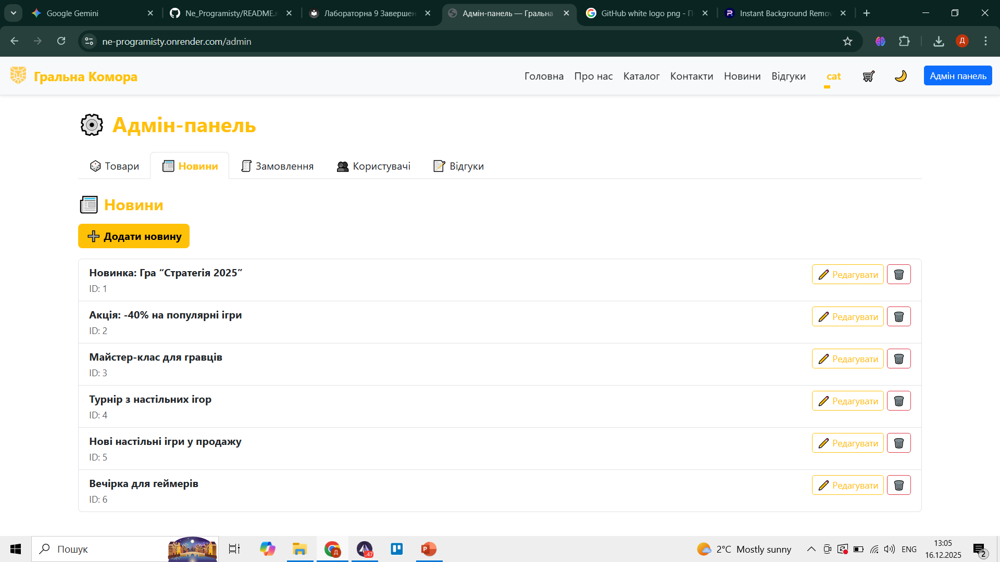 Google Gemini
Ne_Programisty/README.m
Лабораторна 9 Завершен
Адмін-панель — Гральна
GitHub white logo png - П
Instant Background Remov
ne-programisty.onrender.com/admin
Д
Гральна Комора
Головна
Про нас
Каталог
Контакти
Новини
Відгуки
cat
Адмін панель
Адмін-панель
Товари
Новини
Замовлення
Користувачі
Відгуки
Новини
Додати новину
Новинка: Гра “Стратегія 2025”
Редагувати
ID: 1
Акція: -40% на популярні ігри
Редагувати
ID: 2
Майстер-клас для гравців
Редагувати
ID: 3
Турнір з настільних ігор
Редагувати
ID: 4
Нові настільні ігри у продажу
Редагувати
ID: 5
Вечірка для геймерів
Редагувати
ID: 6
Пошук
Д
..47
P
2°C Mostly sunny
ENG
13:05
16.12.2025
2